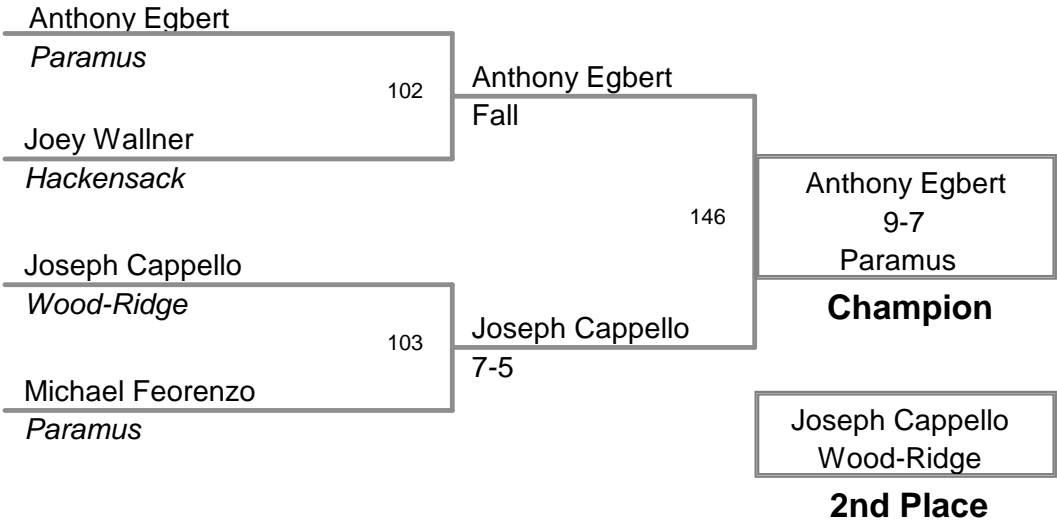 Anthony Egbert
Paramus
102
Joey Wallner
Hackensack
Joseph Cappello
Wood-Ridge
103
Michael Feorenzo
Paramus
Anthony Egbert
Fall
146
Joseph Cappello
7-5
Anthony Egbert
9-7
Paramus
Champion
Joseph Cappello
Wood-Ridge
2nd Place